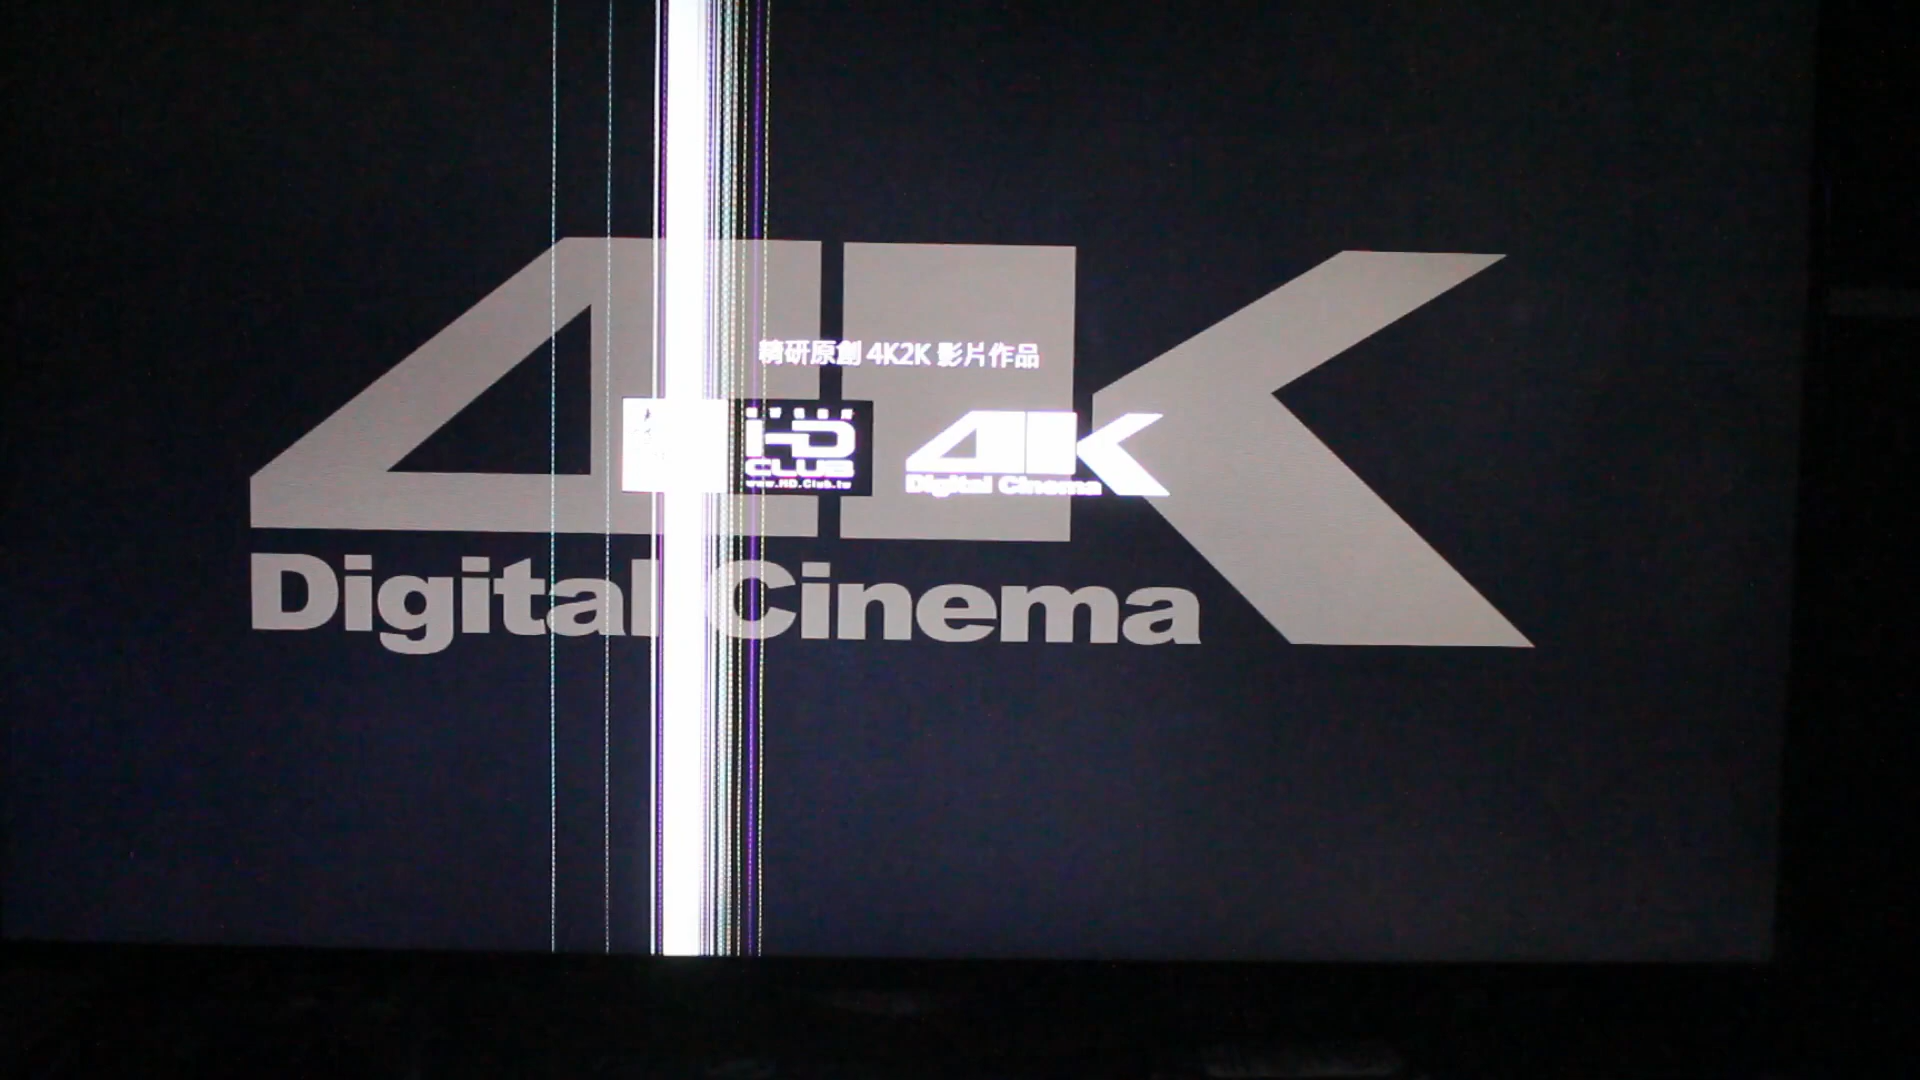 4K
Digital Cinema
精研原創 4K2K 影片作品
HD
CLUB
www.HD.Club.tw
4K
Digital Cinema